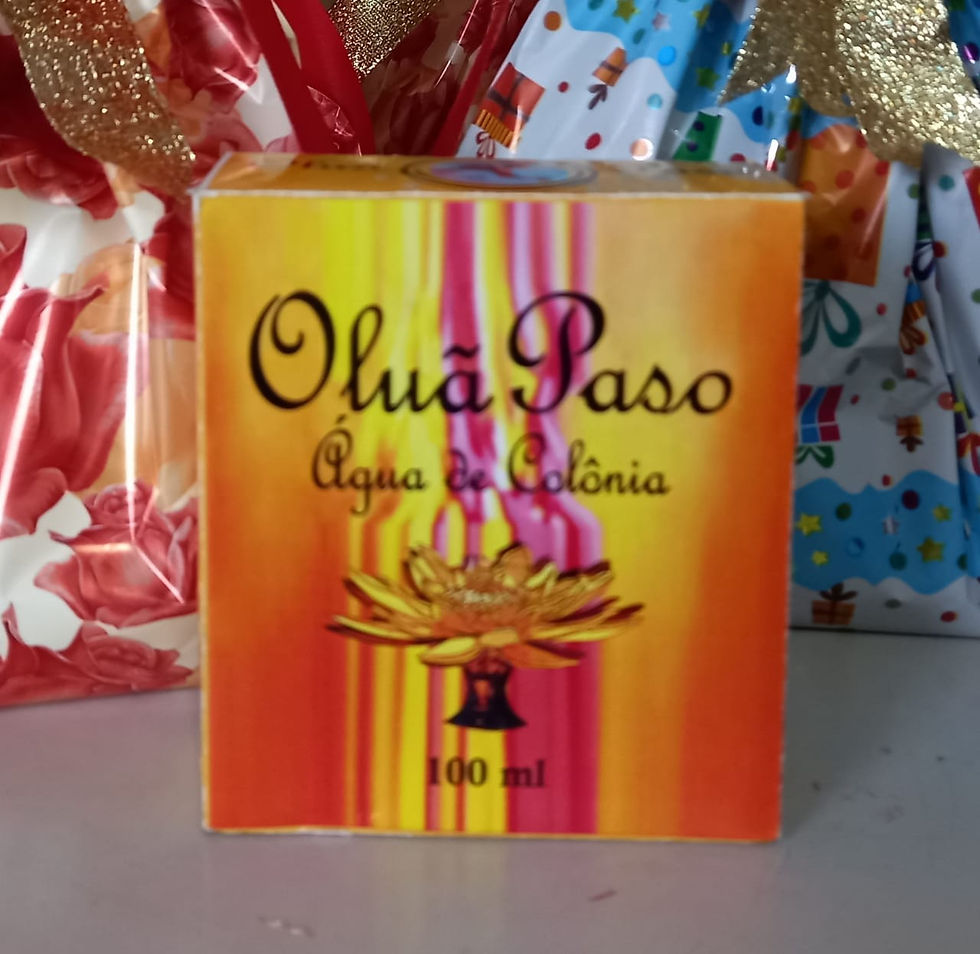 Oluã Paso
Água de Colônia
100 ml